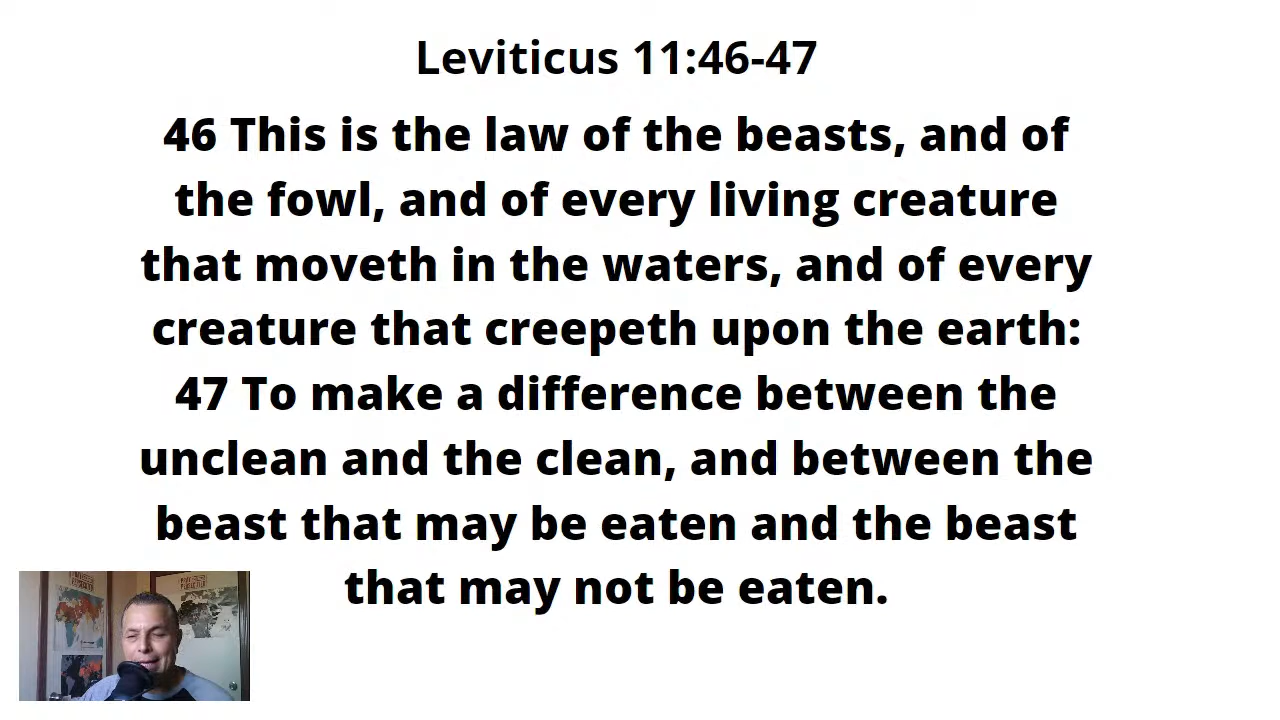 Leviticus 11:46-47
46 This is the law of the beasts, and of
the fowl, and of every living creature
that moveth in the waters, and of every
creature that creepeth upon the earth:
47 To make a difference between the
unclean and the clean, and between the
beast that may be eaten and the beast
that may not be eaten.